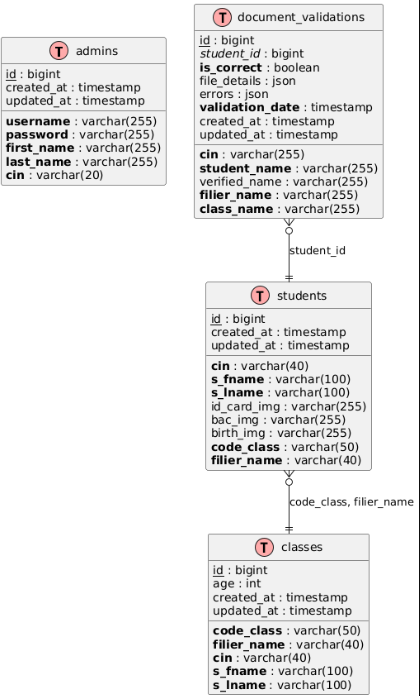 T admins
id : bigint
created_at : timestamp
updated_at : timestamp
username : varchar(255)
password : varchar(255)
first_name : varchar(255)
last_name : varchar(255)
cin : varchar(20)
T document_validations
id : bigint
student_id : bigint
is_correct : boolean
file_details : json
errors : json
validation_date : timestamp
created_at : timestamp
updated_at : timestamp
cin : varchar(255)
student_name : varchar(255)
verified_name : varchar(255)
filier_name : varchar(255)
class_name : varchar(255)
student_id
T students
id : bigint
created_at : timestamp
updated_at : timestamp
cin : varchar(40)
s_fname : varchar(100)
s_lname : varchar(100)
id_card_img : varchar(255)
bac_img : varchar(255)
birth_img : varchar(255)
code_class : varchar(50)
filier_name : varchar(40)
code_class, filier_name
T classes
id : bigint
age : int
created_at : timestamp
updated_at : timestamp
code_class : varchar(50)
filier_name : varchar(40)
cin : varchar(40)
s_fname : varchar(100)
s_lname : varchar(100)